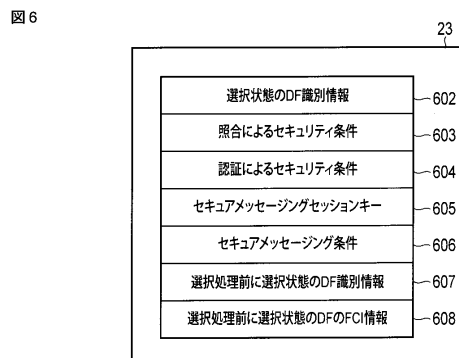 図6
23
選択状態のDF識別情報 602
照合によるセキュリティ条件 603
認証によるセキュリティ条件 604
セキュアメッセージングセッションキー 605
セキュアメッセージング条件 606
選択処理前に選択状態のDF識別情報 607
選択処理前に選択状態のDFのFCI情報 608